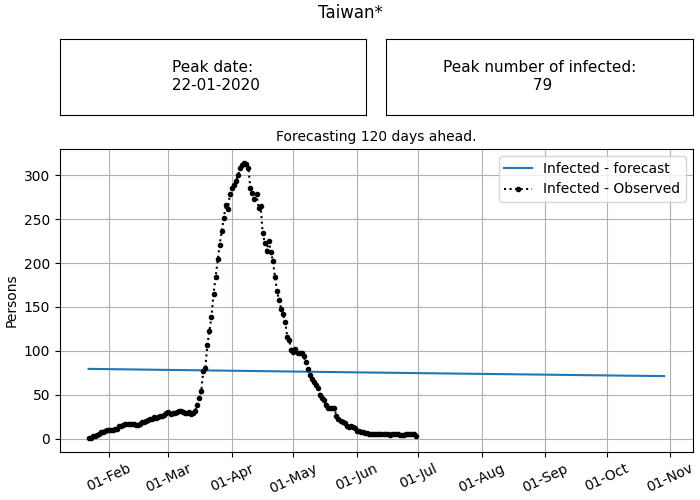 Taiwan*
Peak date:
22-01-2020
Peak number of infected:
79
Forecasting 120 days ahead.
Infected - forecast
Infected - Observed
Persons
300
250
200
150
100
50
0
01-Feb
01-Mar
01-Apr
01-May
01-Jun
01-Jul
01-Aug
01-Sep
01-Oct
01-Nov